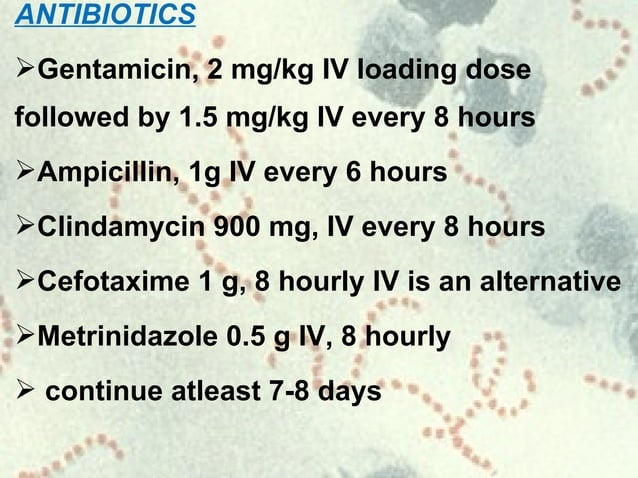 ANTIBIOTICS
➢Gentamicin, 2 mg/kg IV loading dose
followed by 1.5 mg/kg IV every 8 hours
➢Ampicillin, 1g IV every 6 hours
➢Clindamycin 900 mg, IV every 8 hours
➢Cefotaxime 1 g, 8 hourly IV is an alternative
➢Metrinidazole 0.5 g IV, 8 hourly
➢ continue atleast 7-8 days